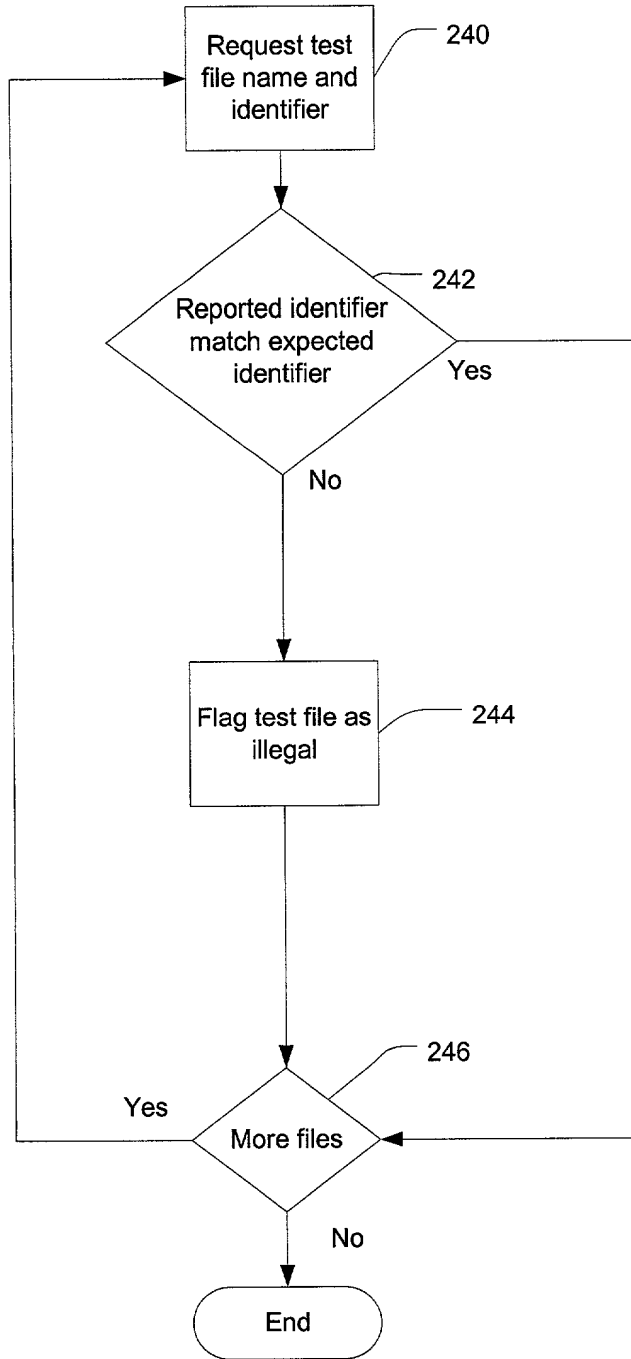 Request test
file name and
identifier
240
242
Reported identifier
match expected
identifier
Yes
No
Flag test file as
illegal
244
246
Yes
More files
No
End